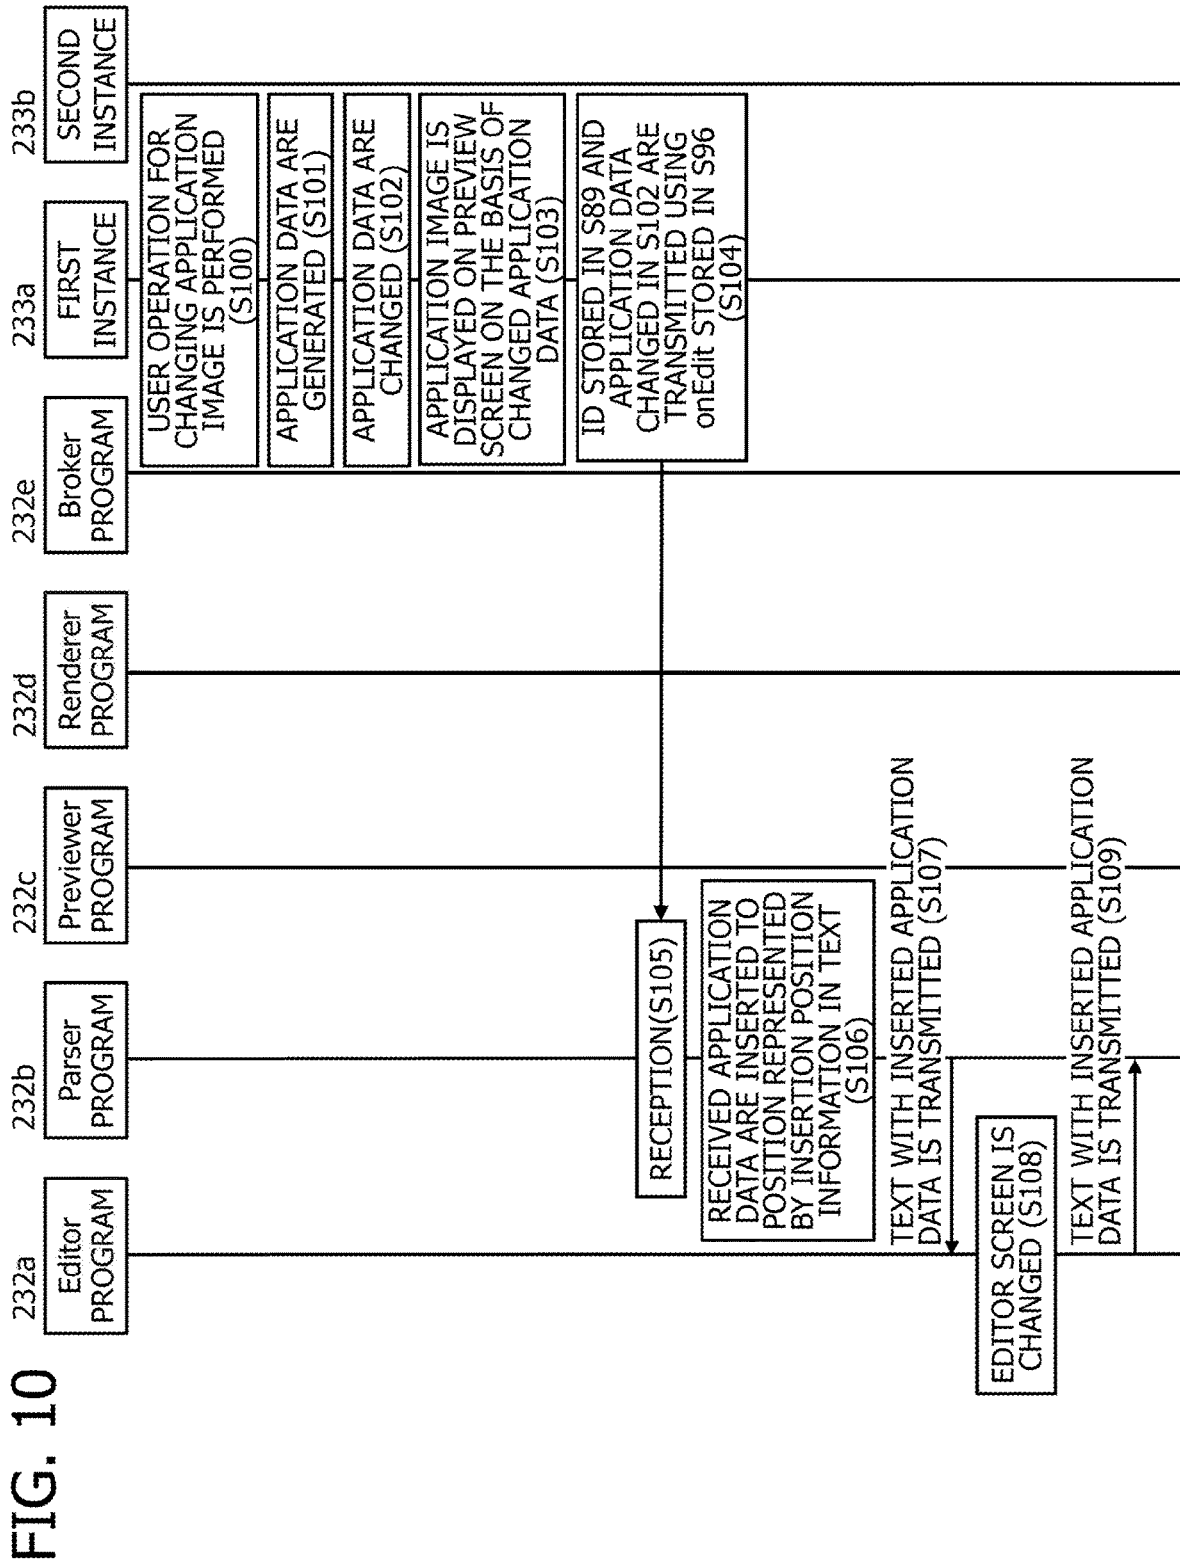 FIG. 10
232a
Editor
PROGRAM
232b
Parser
PROGRAM
232c
Previewer
PROGRAM
232d
Renderer
PROGRAM
232e
Broker
PROGRAM
233a
FIRST
INSTANCE
233b
SECOND
INSTANCE
USER OPERATION FOR
CHANGING APPLICATION
IMAGE IS PERFORMED
(S100)
APPLICATION DATA ARE
GENERATED (S101)
APPLICATION DATA ARE
CHANGED (S102)
APPLICATION IMAGE IS
DISPLAYED ON PREVIEW
SCREEN ON THE BASIS OF
CHANGED APPLICATION
DATA (S103)
ID STORED IN S89 AND
APPLICATION DATA
CHANGED IN S102 ARE
TRANSMITTED USING
onEdit STORED IN S96
(S104)
RECEPTION(S105)
RECEIVED APPLICATION
DATA ARE INSERTED TO
POSITION REPRESENTED
BY INSERTION POSITION
INFORMATION IN TEXT
(S106)
TEXT WITH INSERTED APPLICATION
DATA IS TRANSMITTED (S107)
EDITOR SCREEN IS
CHANGED (S108)
TEXT WITH INSERTED APPLICATION
DATA IS TRANSMITTED (S109)